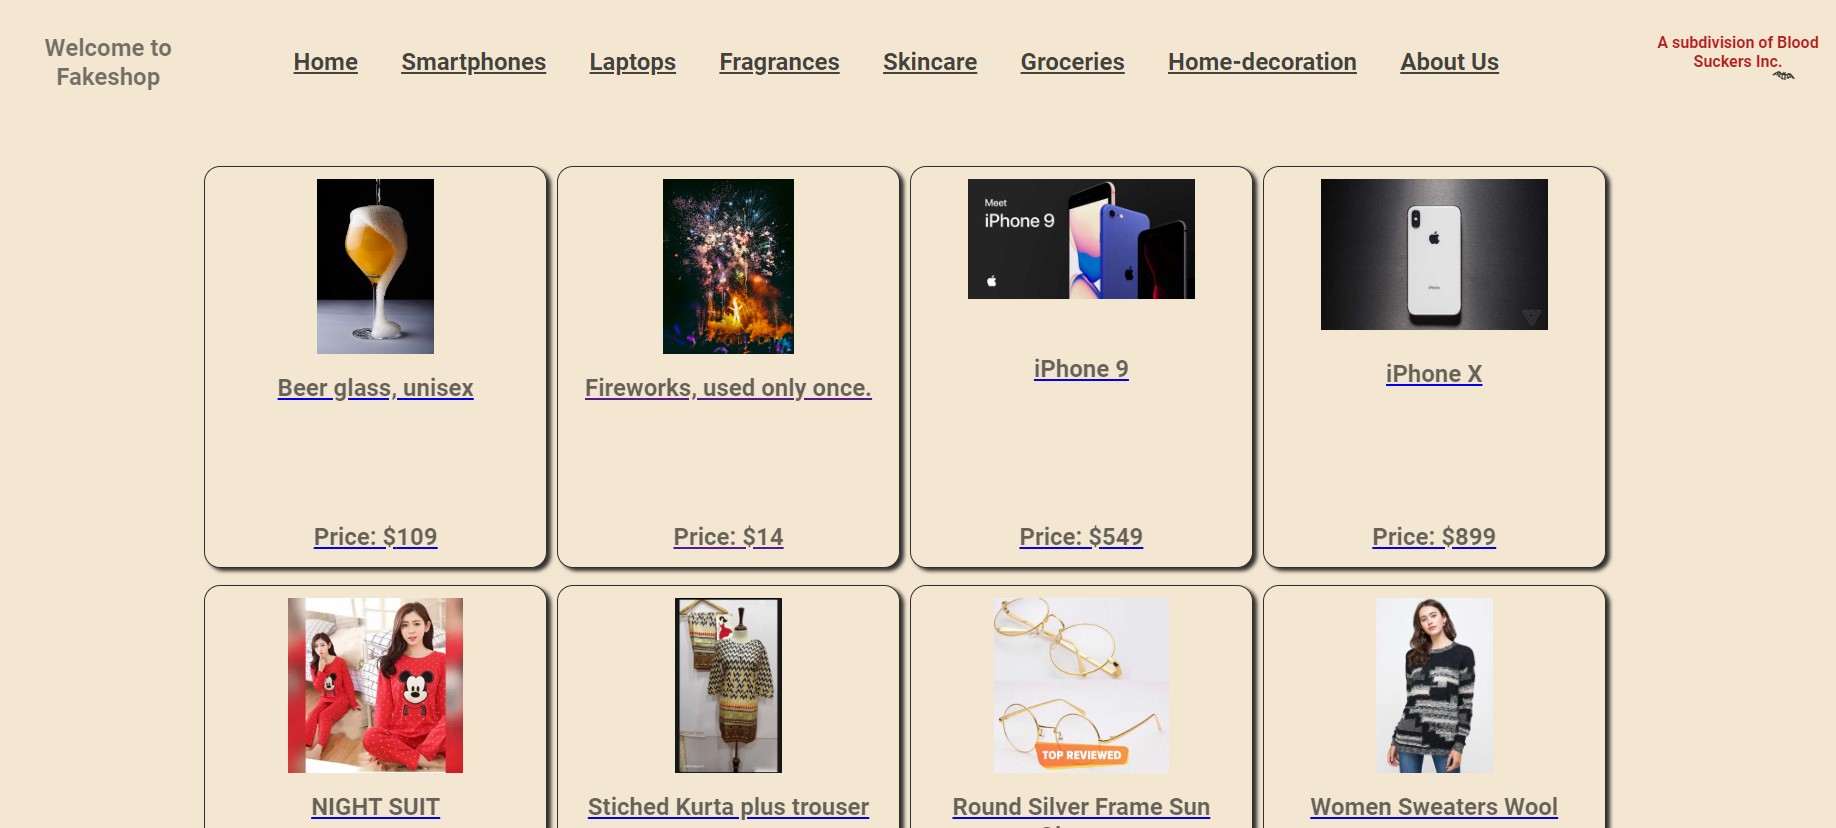 Welcome to
Fakeshop
Home Smartphones Laptops Fragrances Skincare Groceries Home-decoration About Us
A subdivision of Blood
Suckers Inc.
Meet
iPhone 9
Beer glass, unisex
Fireworks, used only once.
iPhone 9
iPhone X
Price: $109
Price: $14
Price: $549
Price: $899
TOP REVIEWED
NIGHT SUIT
Stiched Kurta plus trouser
Round Silver Frame Sun
Women Sweaters Wool